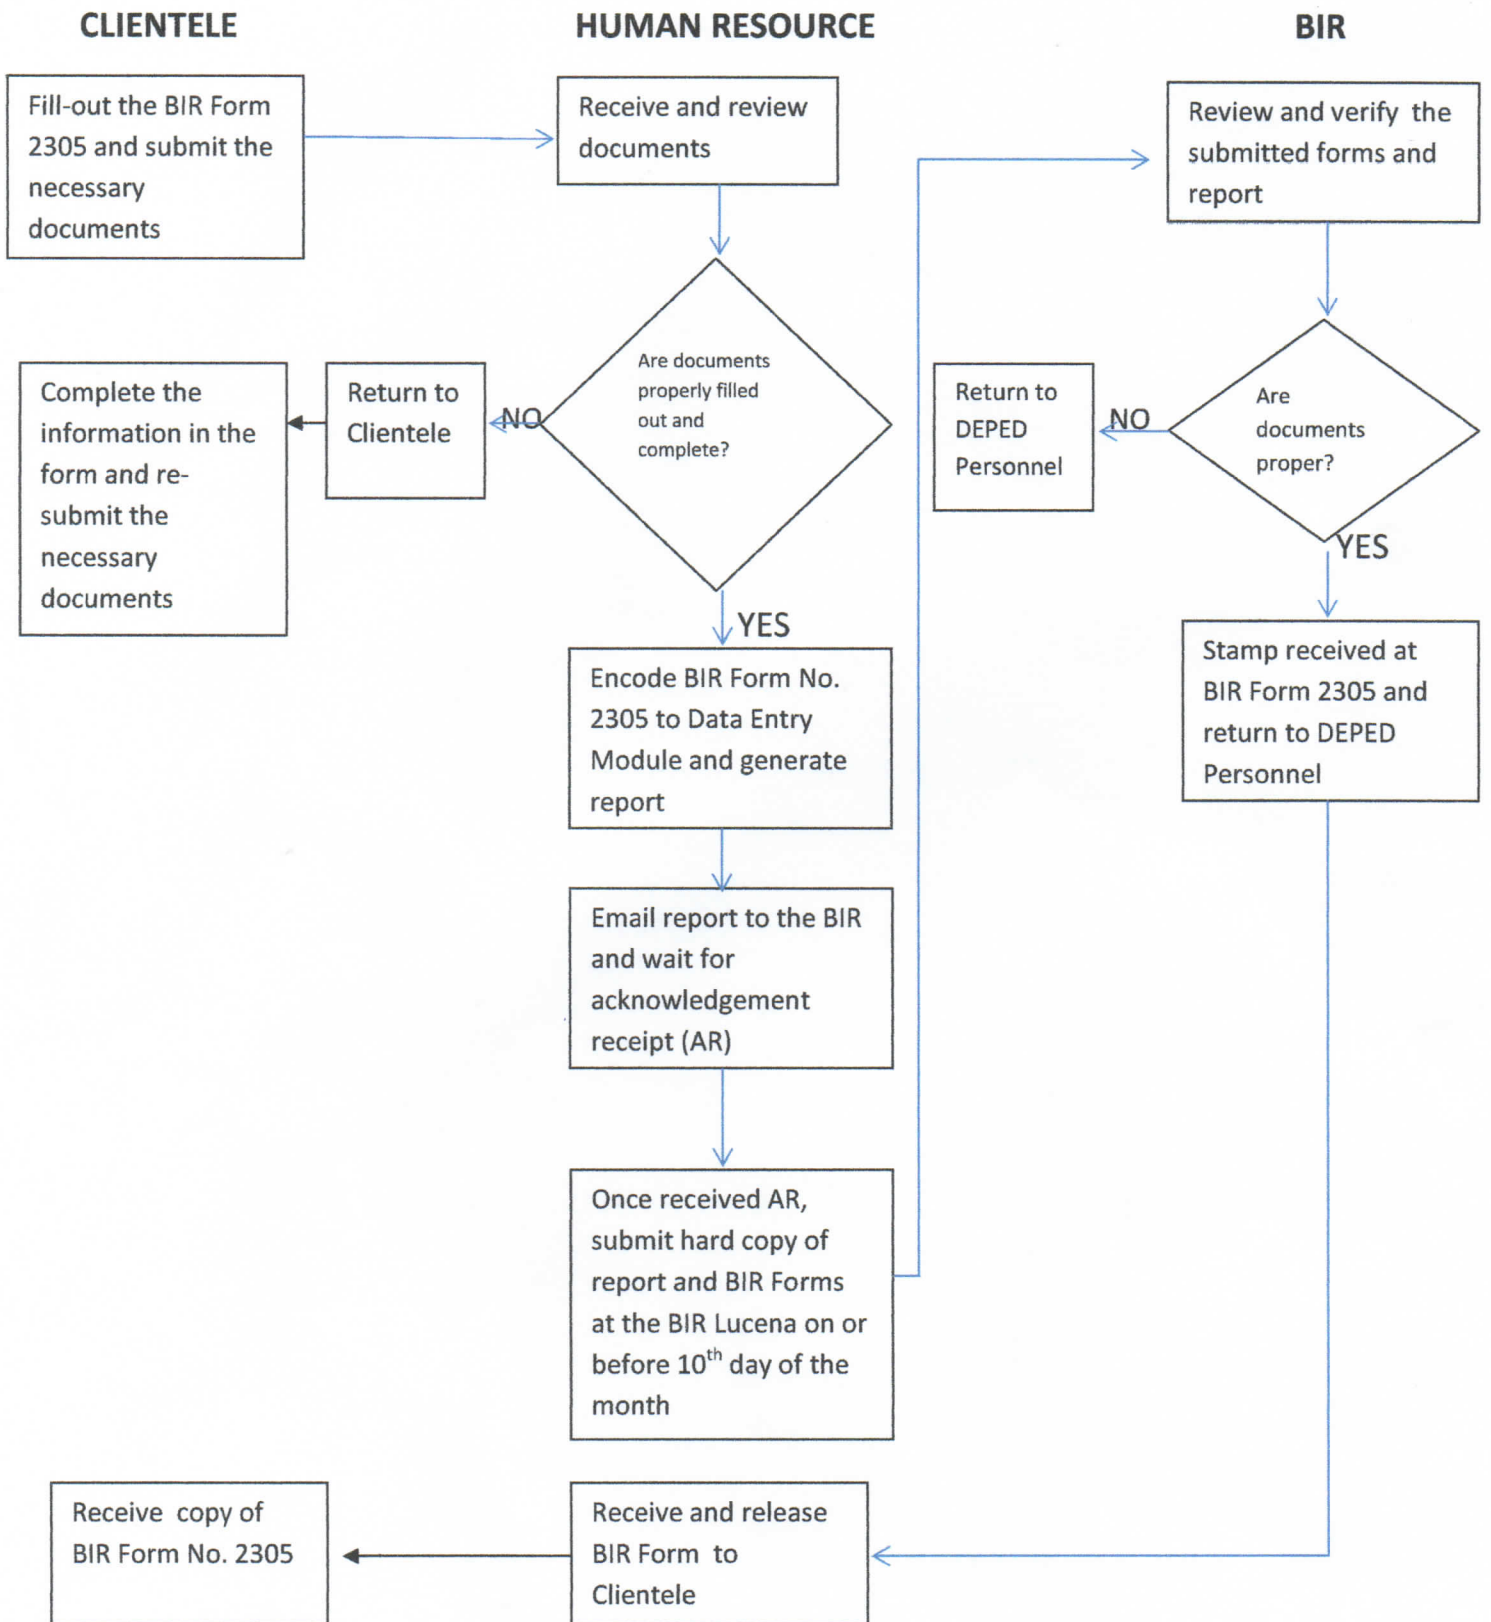 CLIENTELE
HUMAN RESOURCE
BIR
Fill-out the BIR Form
2305 and submit the
necessary
documents
Receive and review
documents
Review and verify the
submitted forms and
report
Are documents
properly filled
out and
complete?
NO
Return to
Clientele
Complete the
information in the
form and re-
submit the
necessary
documents
Are
documents
proper?
NO
Return to
DEPED
Personnel
YES
Stamp received at
BIR Form 2305 and
return to DEPED
Personnel
YES
Encode BIR Form No.
2305 to Data Entry
Module and generate
report
Email report to the BIR
and wait for
acknowledgement
receipt (AR)
Once received AR,
submit hard copy of
report and BIR Forms
at the BIR Lucena on or
before 10th day of the
month
Receive and release
BIR Form to
Clientele
Receive copy of
BIR Form No. 2305